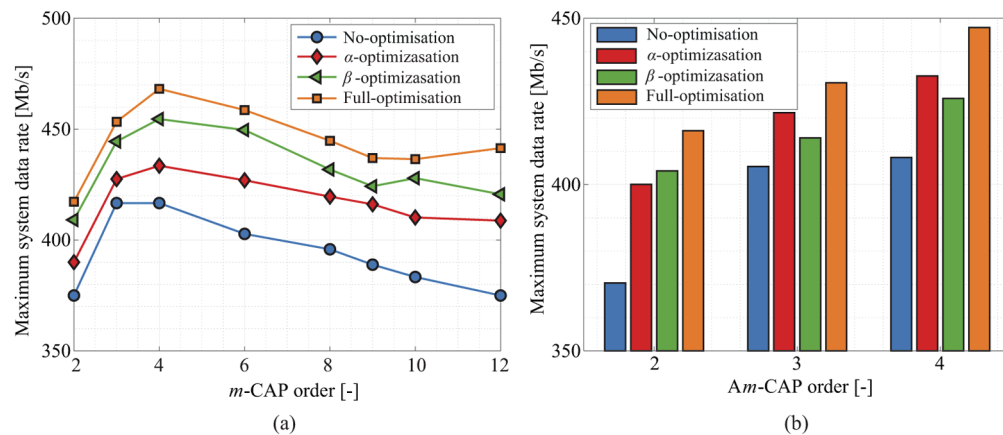 500
450
400
350
Maximum system data rate [Mb/s]
No-optimisation
α-optimizasation
β-optimizasation
Full-optimisation
2 4 6 8 10 12
m-CAP order [-]
(a)
450
400
350
Maximum system data rate [Mb/s]
No-optimisation
α-optimizasation
β-optimizasation
Full-optimisation
2 3 4
Am-CAP order [-]
(b)